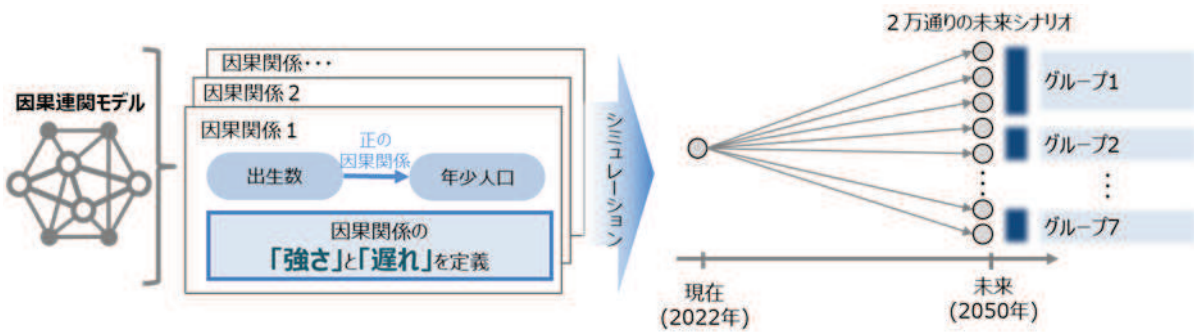 因果連関モデル
因果関係・・・
因果関係２
因果関係１
正の
因果関係
出生数
年少人口
因果関係の
「強さ」と「遅れ」を定義
シミュレーション
２万通りの未来シナリオ
グループ1
グループ2
グループ7
現在
(2022年)
未来
(2050年)